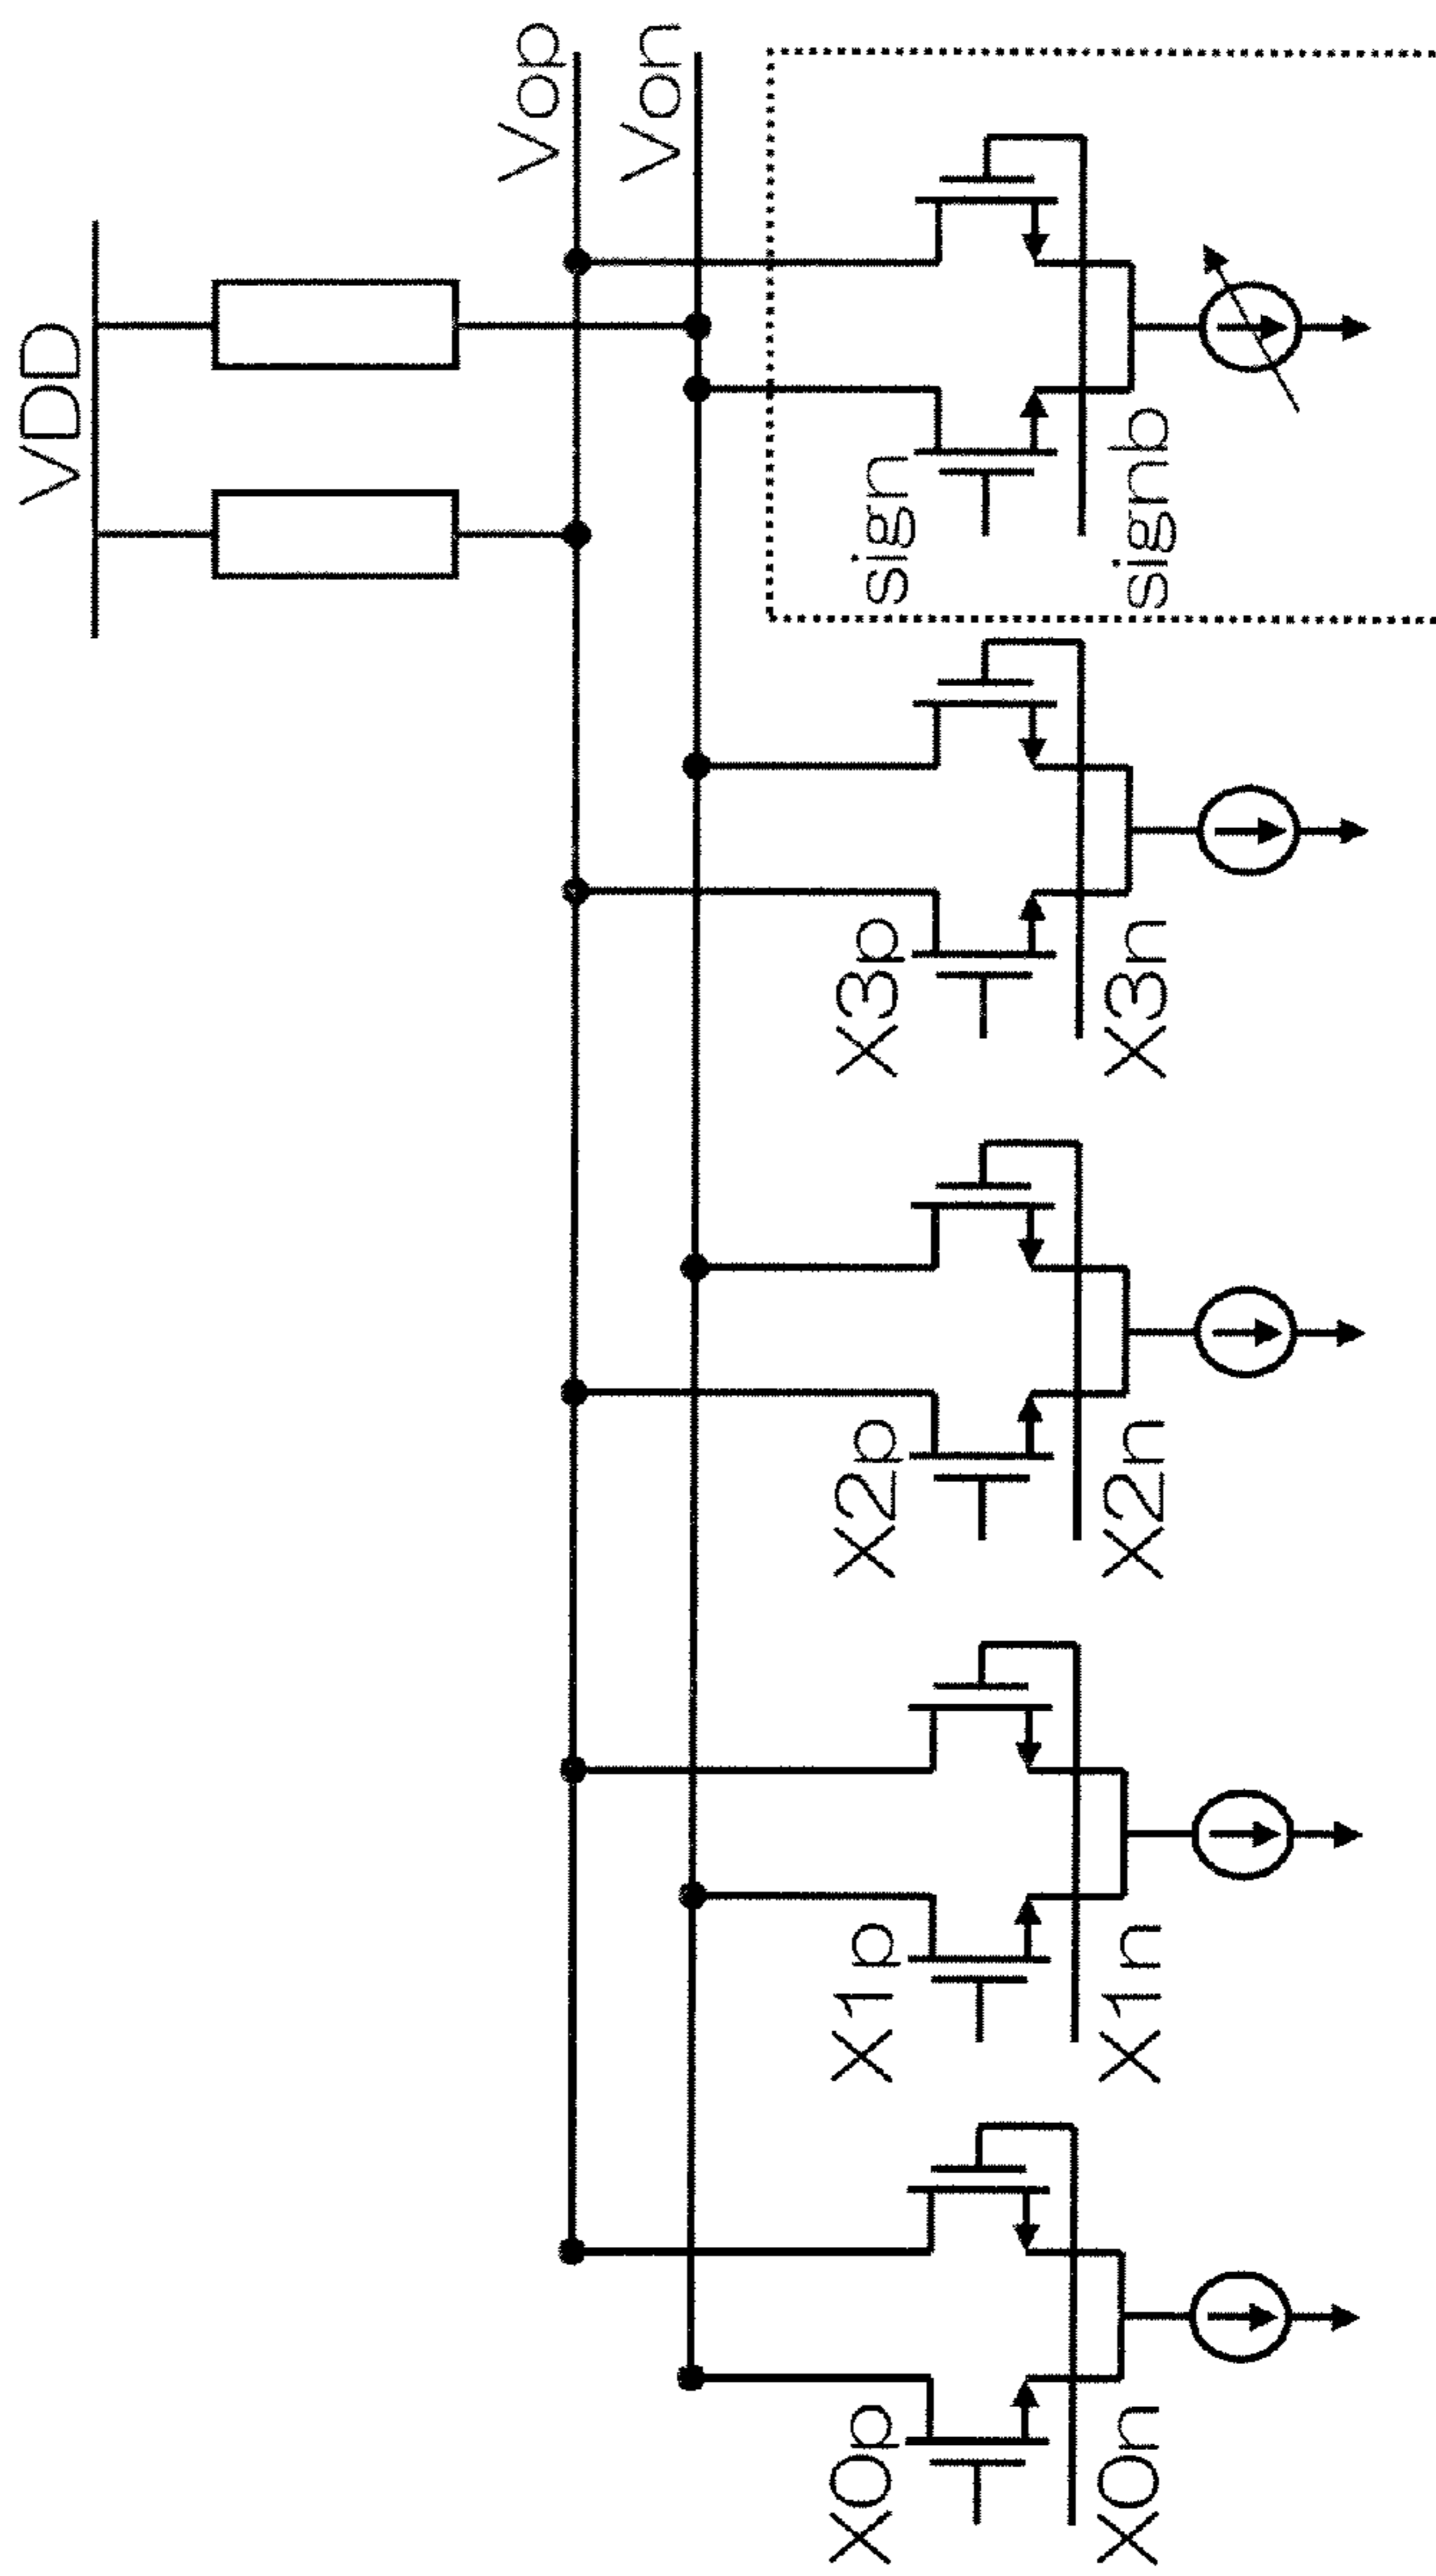 VDD
Vop
Von
X0p
X0n
X1p
X1n
X2p
X2n
X3p
X3n
sign
signb